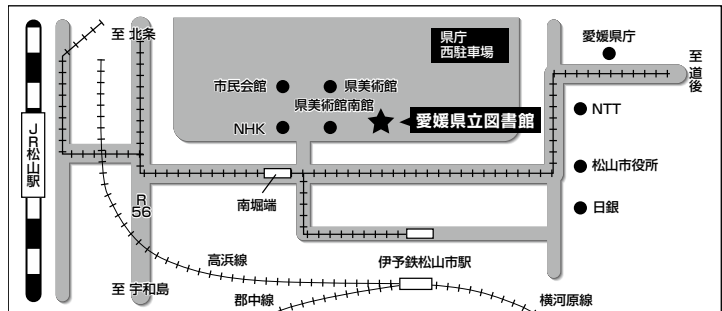 至 北条
県庁
西駐車場
愛媛県庁
至 道後
市民会館
県美術館
県美術館南館
NHK
愛媛県立図書館
NTT
JR松山駅
松山市役所
R
56
南堀端
日銀
高浜線
伊予鉄松山市駅
至 宇和島
郡中線
横河原線